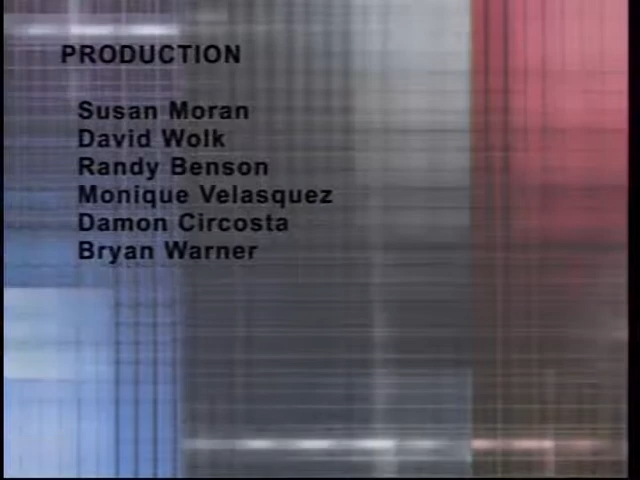 PRODUCTION
Susan Moran
David Wolk
Randy Benson
Monique Velasquez
Damon Circosta
Bryan Warner